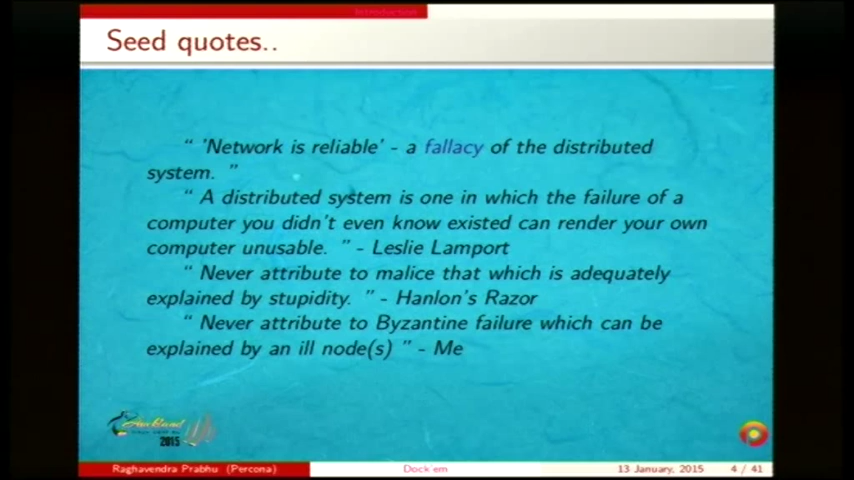 Introduction
Seed quotes..
“ 'Network is reliable' - a fallacy of the distributed
system. ”
“ A distributed system is one in which the failure of a
computer you didn't even know existed can render your own
computer unusable. ” - Leslie Lamport
“ Never attribute to malice that which is adequately
explained by stupidity. ” - Hanlon's Razor
“ Never attribute to Byzantine failure which can be
explained by an ill node(s) ” - Me
2015
Raghavendra Prabhu (Percona) Dock'em 13 January, 2015 4 / 41